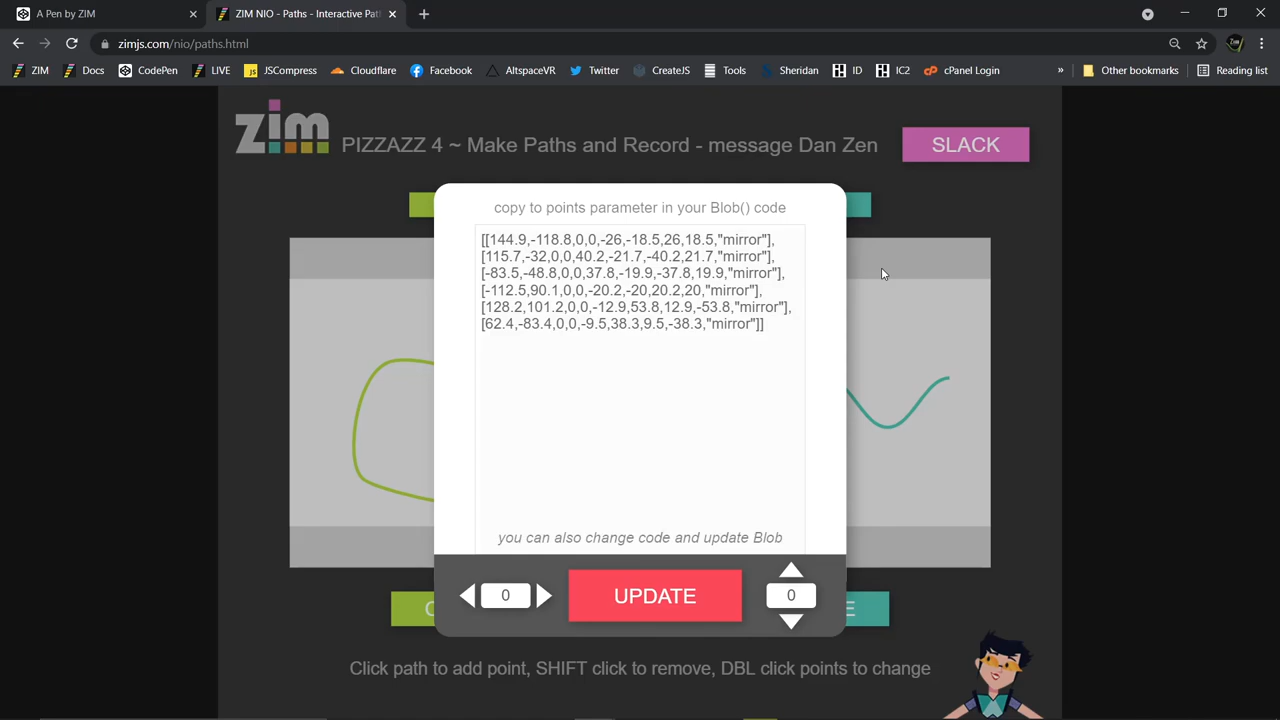 A Pen by ZIM
ZIM NIO - Paths - Interactive Pat
zimjs.com/nio/paths.html
ZIM
Docs
CodePen
LIVE
JSCompress
Cloudflare
Facebook
AltspaceVR
Twitter
CreateJS
Tools
Sheridan
ID
IC2
cPanel Login
»
Other bookmarks
Reading list
zim
PIZZAZZ 4 ~ Make Paths and Record - message Dan Zen
SLACK
copy to points parameter in your Blob() code
[[144.9,-118.8,0,0,-26,-18.5,26,18.5,"mirror"],
[115.7,-32,0,0,40.2,-21.7,-40.2,21.7,"mirror"],
[-83.5,-48.8,0,0,37.8,-19.9,-37.8,19.9,"mirror"],
[-112.5,90.1,0,0,-20.2,-20,20.2,20,"mirror"],
[128.2,101.2,0,0,-12.9,53.8,12.9,-53.8,"mirror"],
[62.4,-83.4,0,0,-9.5,38.3,9.5,-38.3,"mirror"]]
you can also change code and update Blob
0
UPDATE
0
Click path to add point, SHIFT click to remove, DBL click points to change